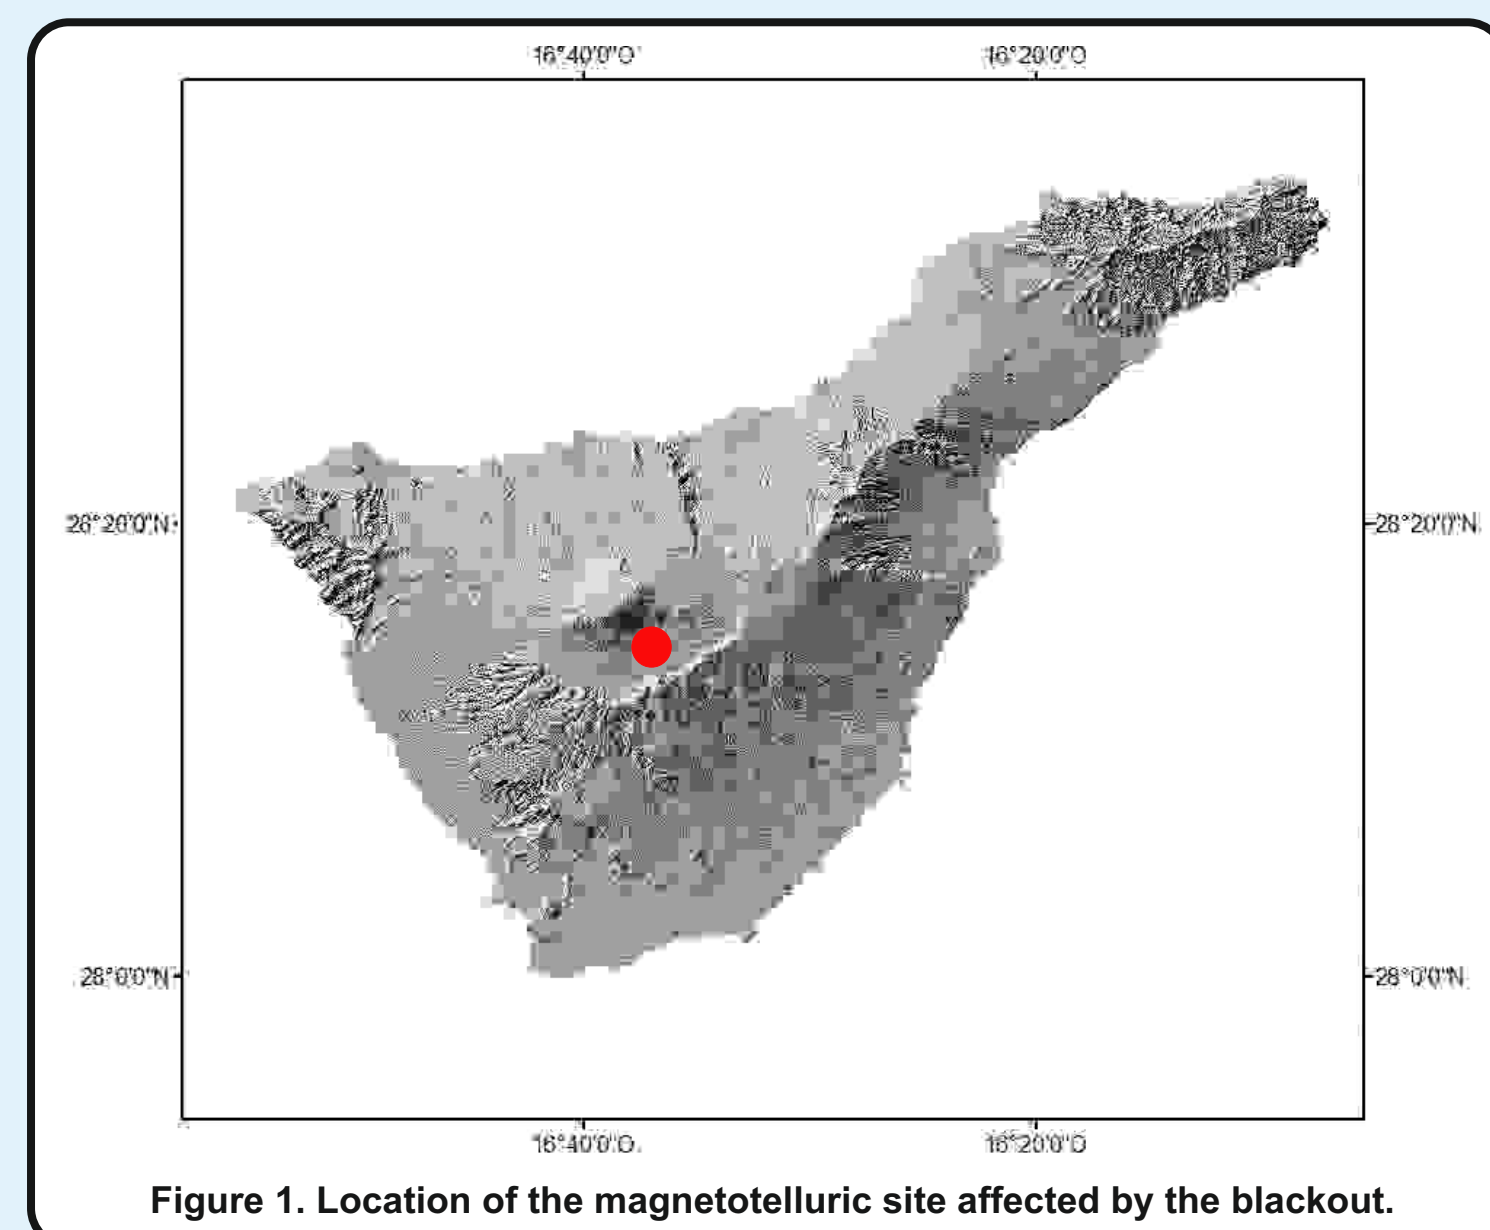 16°40'0"O
16°20'0"O
28°20'0"N
28°20'0"N
28°0'0"N
28°0'0"N
16°40'0"O
16°20'0"O
Figure 1. Location of the magnetotelluric site affected by the blackout.